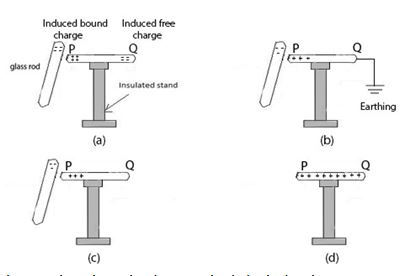 Induced bound charge
Induced free charge
P
Q
glass rod
Insulated stand
(a)
P
Q
Earthing
(b)
P
Q
(c)
P
Q
(d)